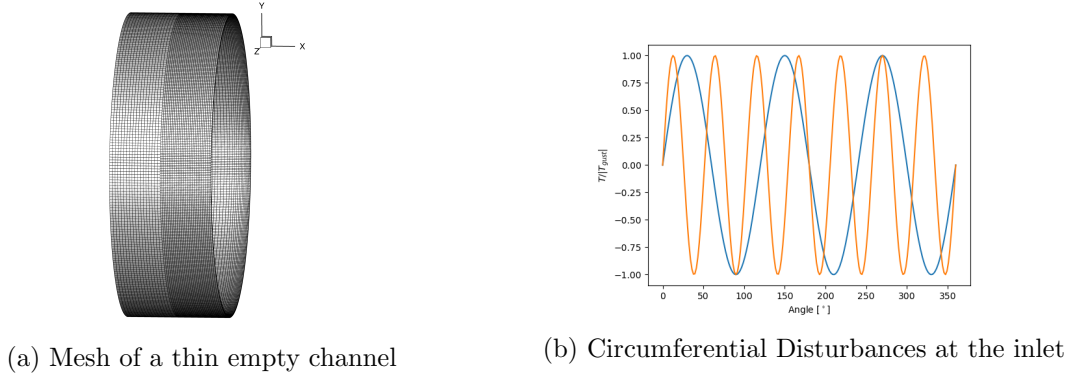 Y
X
Z
1.00
0.75
0.50
0.25
0.00
−0.25
−0.50
−0.75
−1.00
T/|T_gust|
0 50 100 150 200 250 300 350
Angle [°]
(a) Mesh of a thin empty channel
(b) Circumferential Disturbances at the inlet